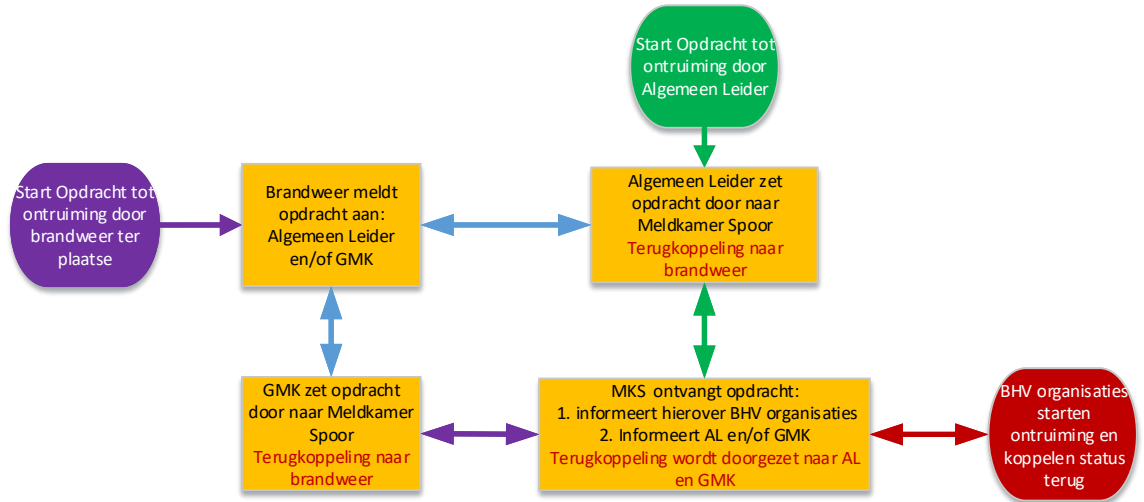 Start Opdracht tot
ontruiming door
Algemeen Leider
Start Opdracht tot
ontruiming door
brandweer ter
plaatse
Brandweer meldt
opdracht aan:
Algemeen Leider
en/of GMK
Algemeen Leider zet
opdracht door naar
Meldkamer Spoor
Terugkoppeling naar
brandweer
GMK zet opdracht
door naar Meldkamer
Spoor
Terugkoppeling naar
brandweer
MKS ontvangt opdracht:
1. informeert hierover BHV organisaties
2. Informeert AL en/of GMK
Terugkoppeling wordt doorgezet naar AL
en GMK
BHV organisaties
starten
ontruiming en
koppelen status
terug